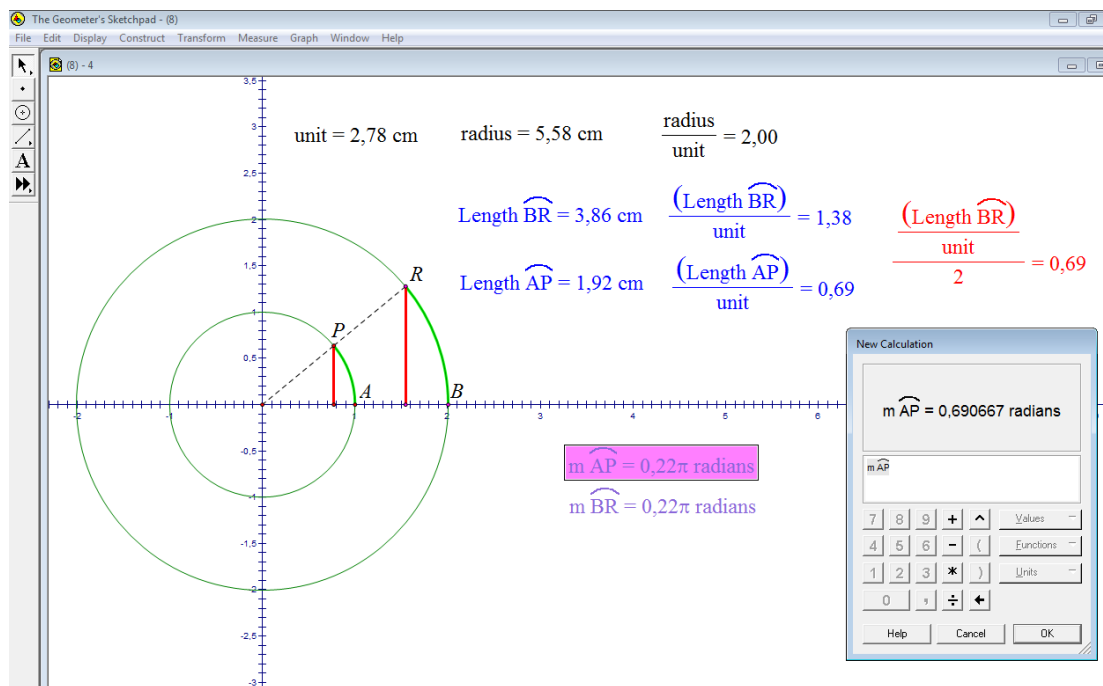 The Geometer's Sketchpad - (8)
File Edit Display Construct Transform Measure Graph Window Help
(8) - 4
A
unit = 2,78 cm
radius = 5,58 cm
radius / unit = 2,00
Length BR = 3,86 cm
(Length BR) / unit = 1,38
(Length BR) / unit / 2 = 0,69
Length AP = 1,92 cm
(Length AP) / unit = 0,69
3,5
3
2,5
2
1,5
1
0,5
-0,5
-1
-1,5
-2
-2,5
-3
-2 -1 1 2 3 4 5 6
R
P
A
B
m AP = 0,22π radians
m BR = 0,22π radians
New Calculation
m AP = 0,690667 radians
m AP
7 8 9 + ^ Values
4 5 6 - ( Functions
1 2 3 * ) Units
0 , ÷
Help Cancel OK